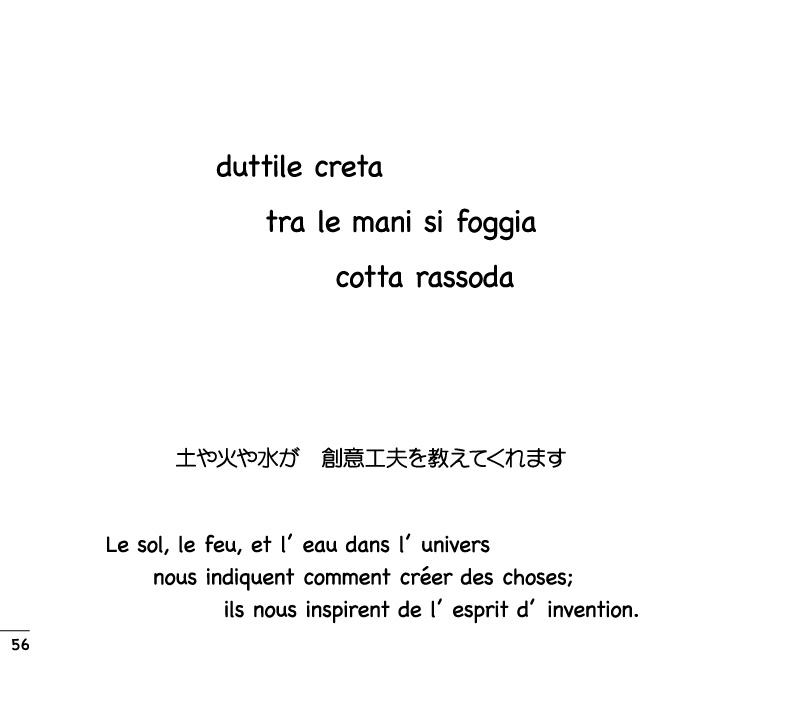 duttile creta
tra le mani si foggia
cotta rassoda
土や火や水が　創意工夫を教えてくれます
Le sol, le feu, et l’ eau dans l’ univers
nous indiquent comment créer des choses;
ils nous inspirent de l’ esprit d’ invention.
56